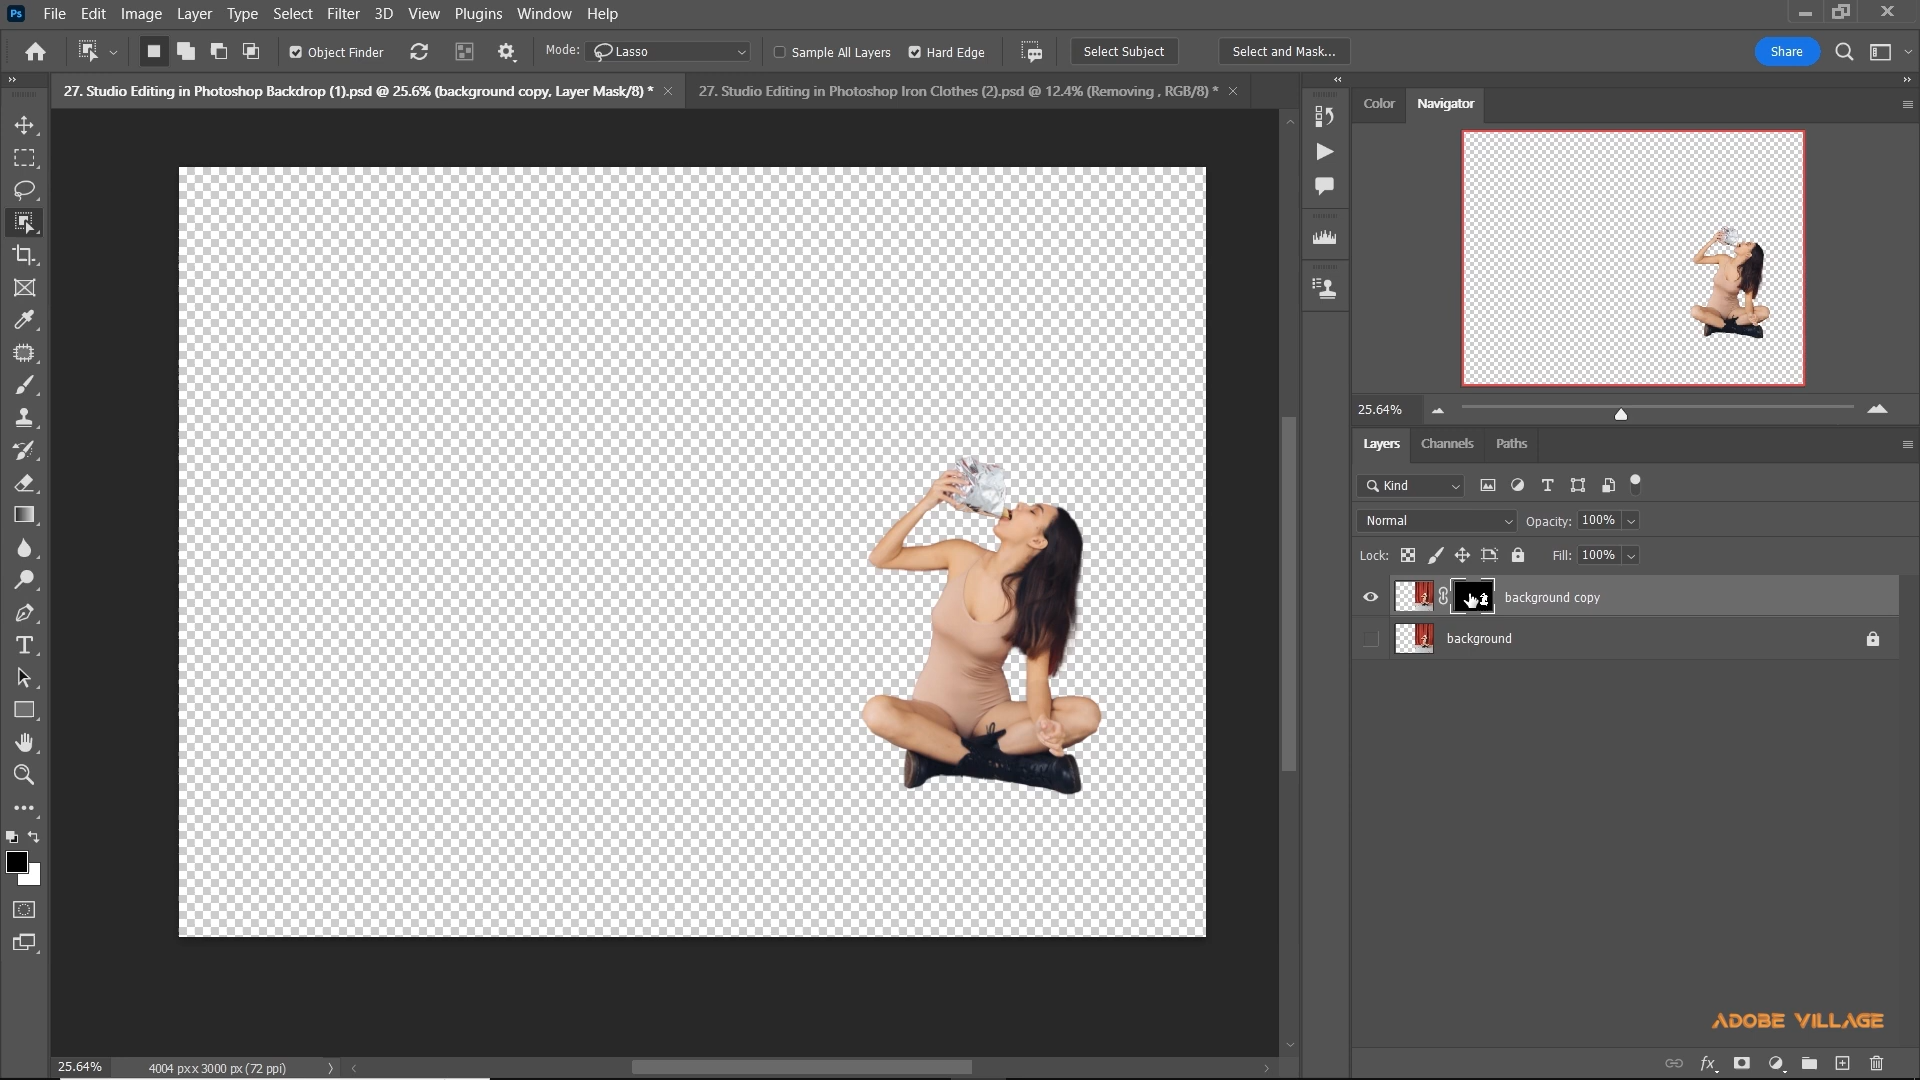 Ps File Edit Image Layer Type Select Filter 3D View Plugins Window Help
Object Finder Mode: Lasso Sample All Layers Hard Edge Select Subject Select and Mask... Share
27. Studio Editing in Photoshop Backdrop (1).psd @ 25.6% (background copy, Layer Mask/8) * 27. Studio Editing in Photoshop Iron Clothes (2).psd @ 12.4% (Removing , RGB/8) *
Color Navigator
25.64%
Layers Channels Paths
Kind
Normal Opacity: 100%
Lock: Fill: 100%
background copy
background
ADOBE VILLAGE
fx
25.64% 4004 px x 3000 px (72 ppi)